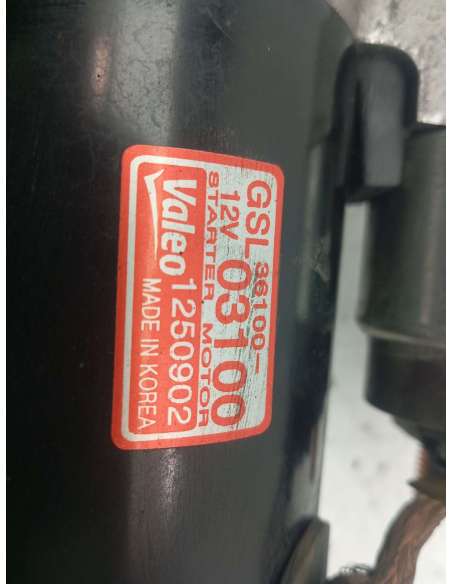 GSL 36100-
12V 03100
STARTER MOTOR
Valeo 1250902
MADE IN KOREA